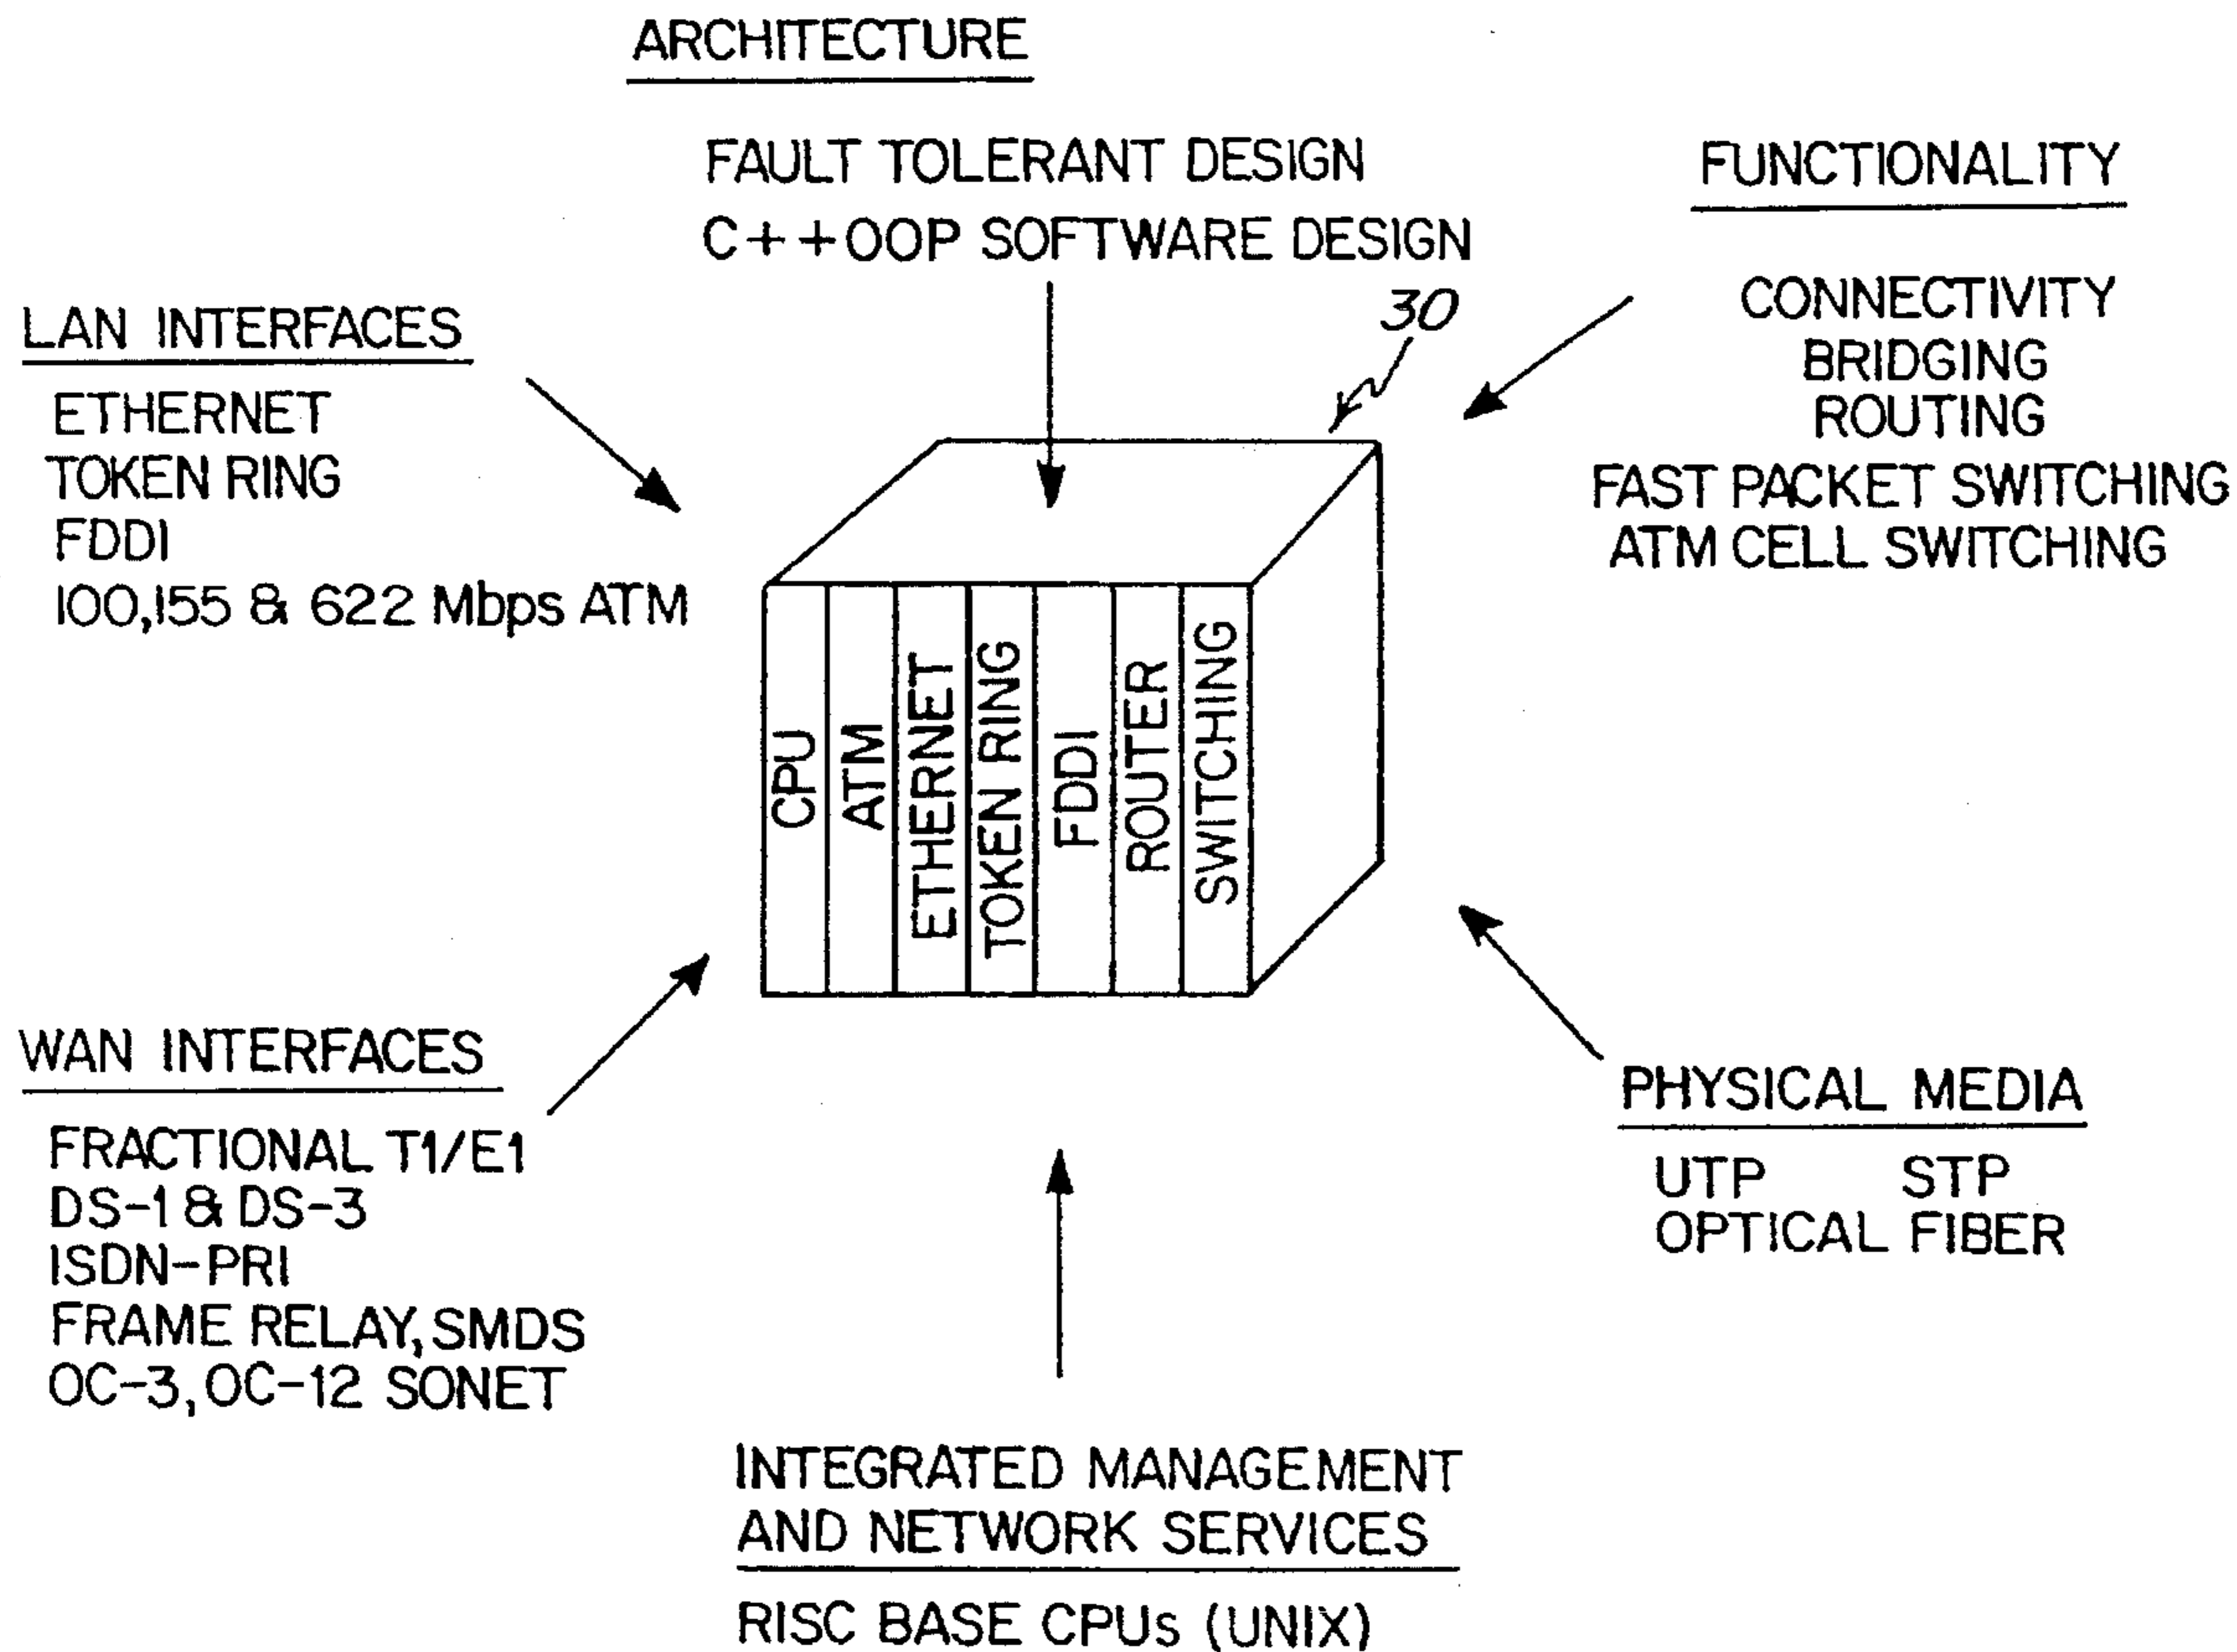 ARCHITECTURE
FAULT TOLERANT DESIGN
C++OOP SOFTWARE DESIGN
FUNCTIONALITY
CONNECTIVITY
BRIDGING
ROUTING
FAST PACKET SWITCHING
ATM CELL SWITCHING
30
LAN INTERFACES
ETHERNET
TOKEN RING
FDDI
100,155 & 622 Mbps ATM
CPU
ATM
ETHERNET
TOKEN RING
FDDI
ROUTER
SWITCHING
WAN INTERFACES
FRACTIONAL T1/E1
DS-1 & DS-3
ISDN-PRI
FRAME RELAY, SMDS
OC-3, OC-12 SONET
PHYSICAL MEDIA
UTP STP
OPTICAL FIBER
INTEGRATED MANAGEMENT
AND NETWORK SERVICES
RISC BASE CPUs (UNIX)